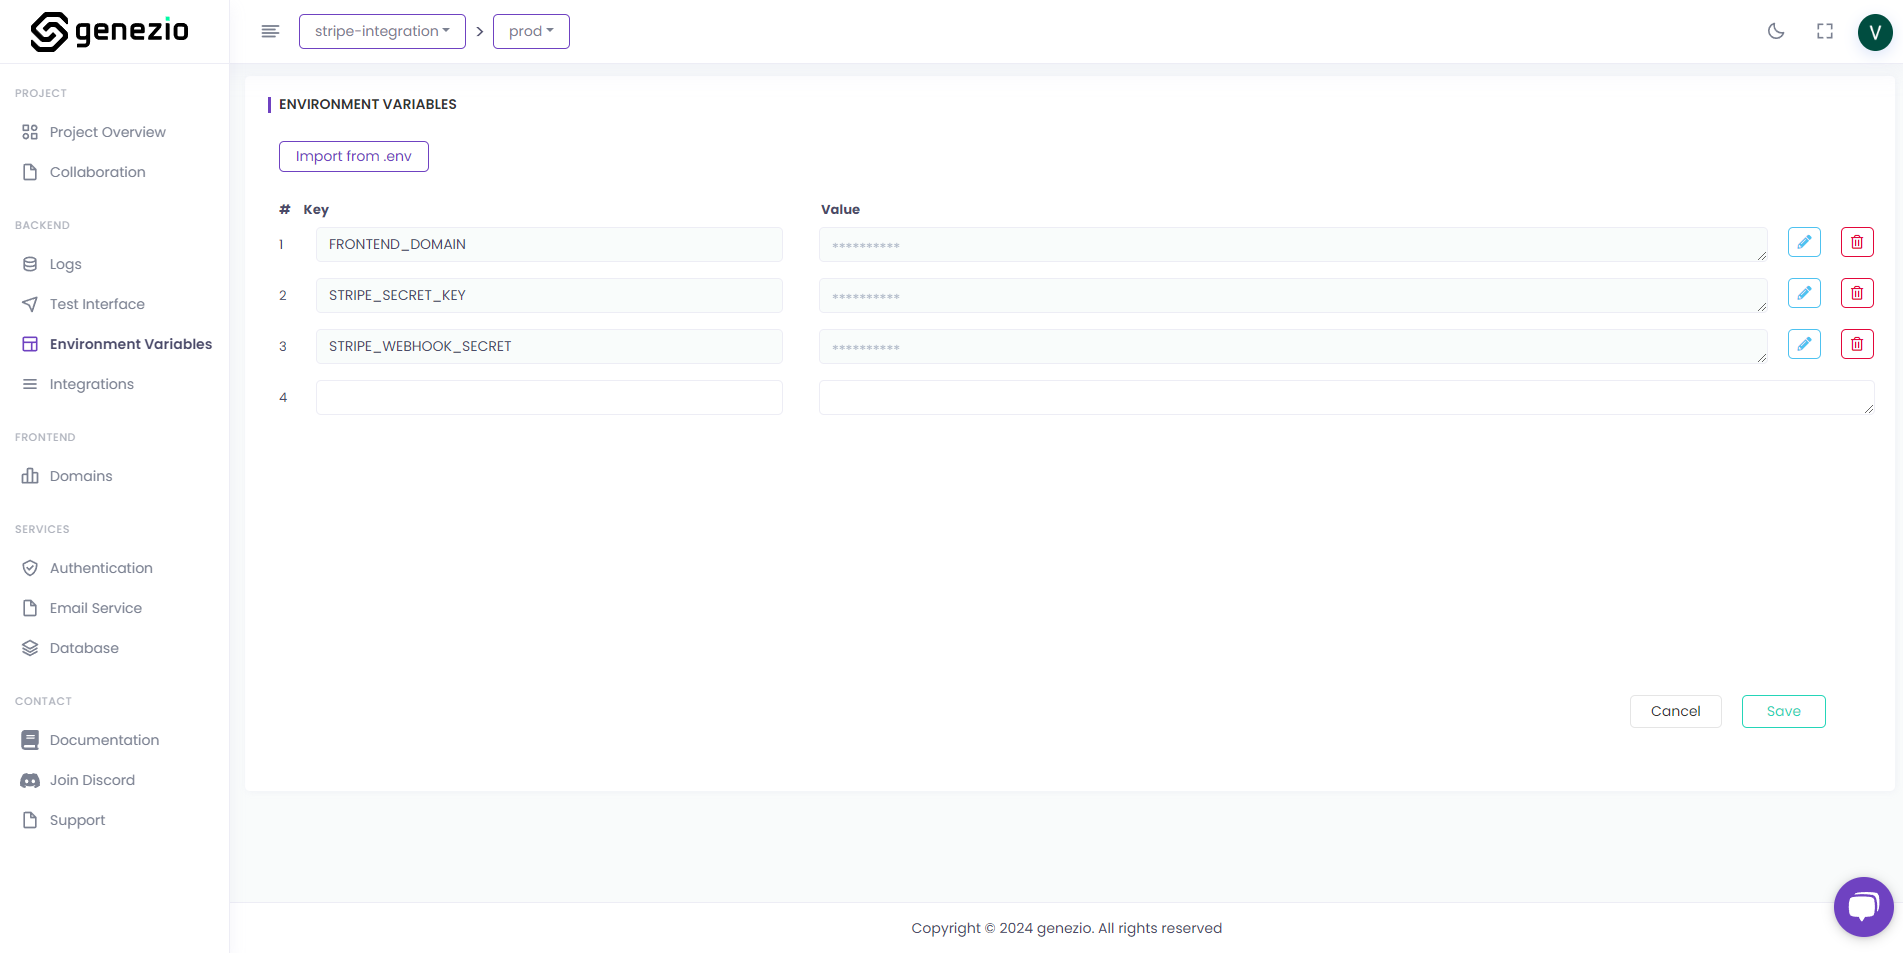 genezio
stripe-integration > prod
V
PROJECT
Project Overview
Collaboration
BACKEND
Logs
Test Interface
Environment Variables
Integrations
FRONTEND
Domains
SERVICES
Authentication
Email Service
Database
CONTACT
Documentation
Join Discord
Support
ENVIRONMENT VARIABLES
Import from .env
# Key Value
1 FRONTEND_DOMAIN **********
2 STRIPE_SECRET_KEY **********
3 STRIPE_WEBHOOK_SECRET **********
4
Cancel Save
Copyright © 2024 genezio. All rights reserved